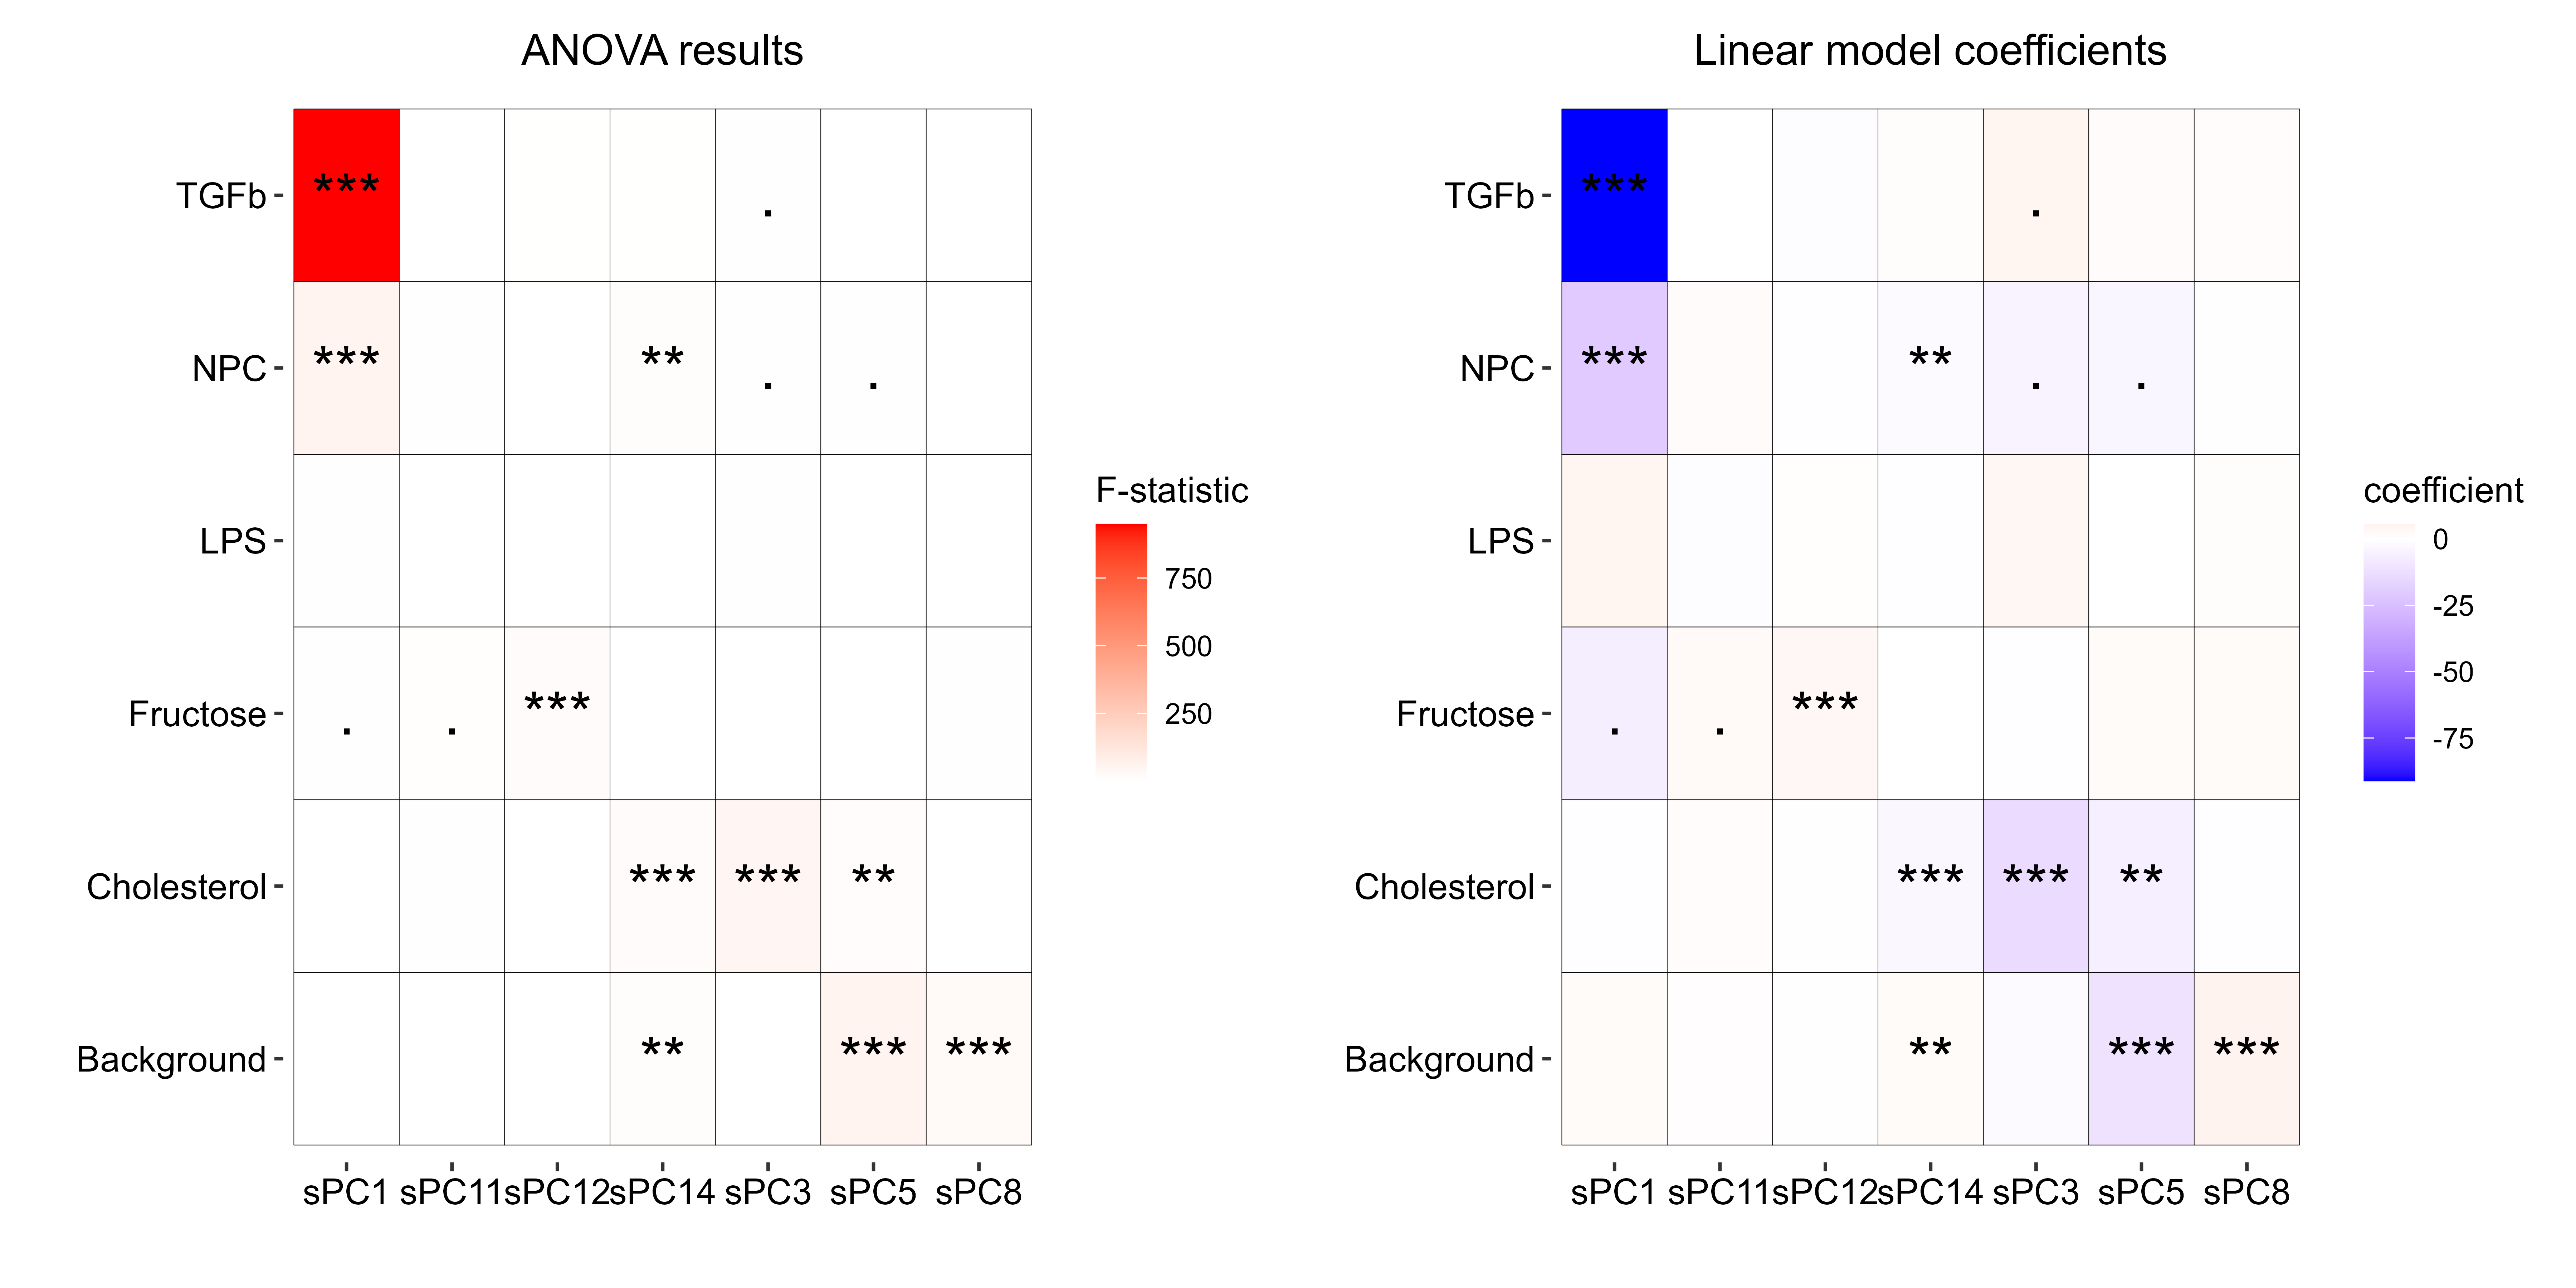 ANOVA results
TGFb
***
.
NPC
***
**
.
.
LPS
Fructose
.
.
***
Cholesterol
***
***
**
Background
**
***
***
sPC1 sPC11 sPC12 sPC14 sPC3 sPC5 sPC8
F-statistic
750
500
250
Linear model coefficients
TGFb
***
.
NPC
***
**
.
.
LPS
Fructose
.
.
***
Cholesterol
***
***
**
Background
**
***
***
sPC1 sPC11 sPC12 sPC14 sPC3 sPC5 sPC8
coefficient
0
-25
-50
-75